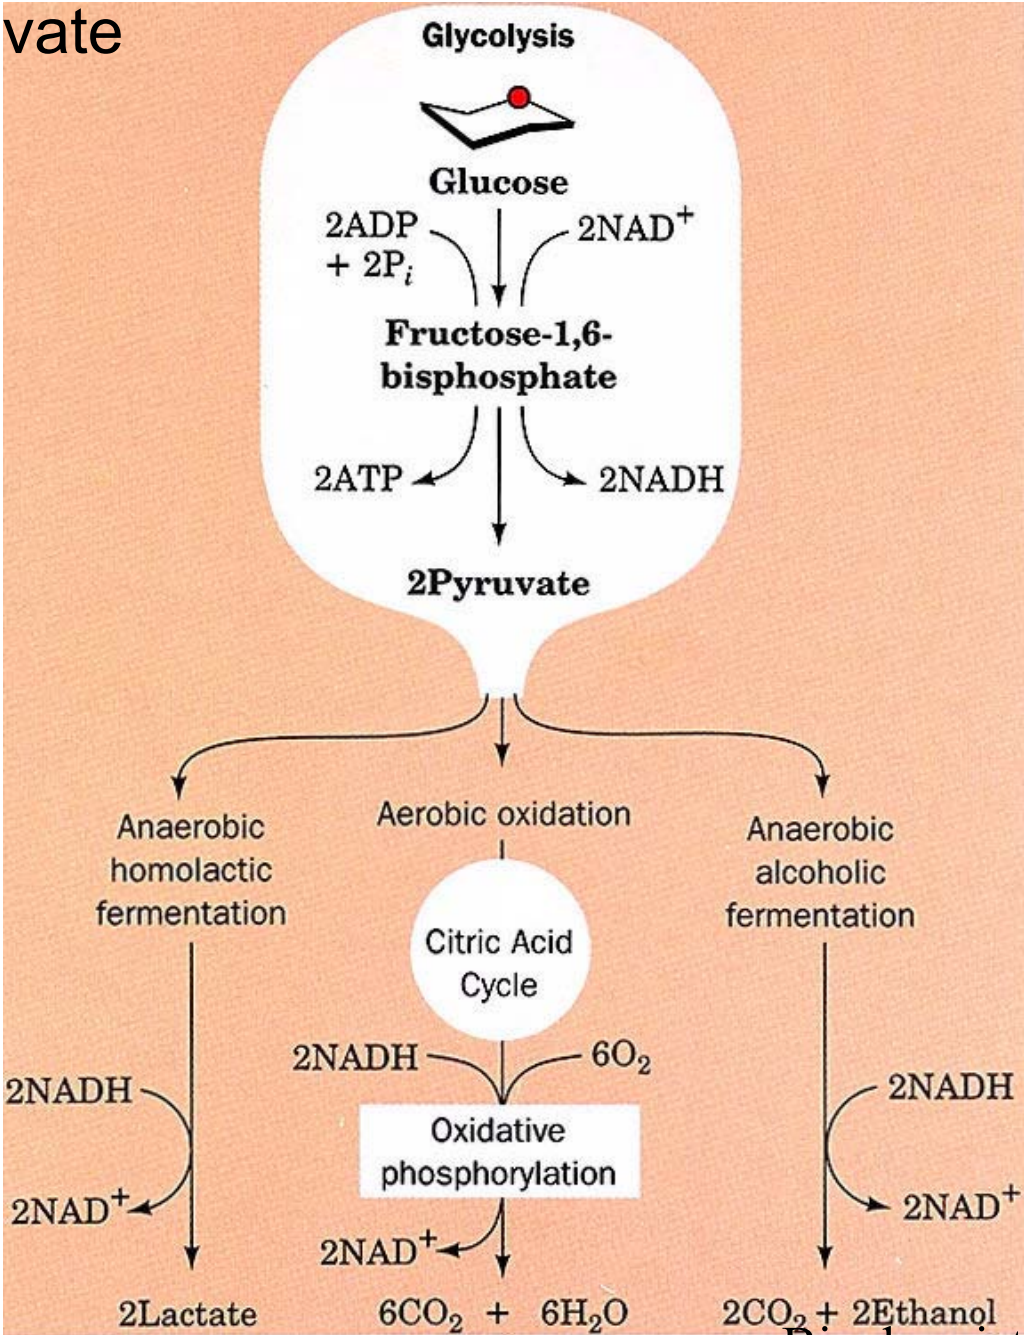 vate
Glycolysis
Glucose
2ADP
+ 2Pi
2NAD+
Fructose-1,6-
bisphosphate
2ATP
2NADH
2Pyruvate
Anaerobic
homolactic
fermentation
Aerobic oxidation
Anaerobic
alcoholic
fermentation
Citric Acid
Cycle
2NADH
6O2
2NADH
2NADH
Oxidative
phosphorylation
2NAD+
2NAD+
2NAD+
2Lactate
6CO2 + 6H2O
2CO2 + 2Ethanol